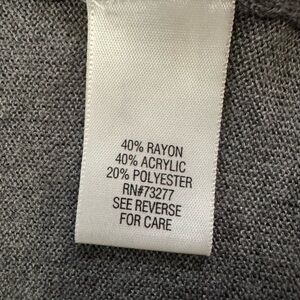 40% RAYON
40% ACRYLIC
20% POLYESTER
RN#73277
SEE REVERSE
FOR CARE